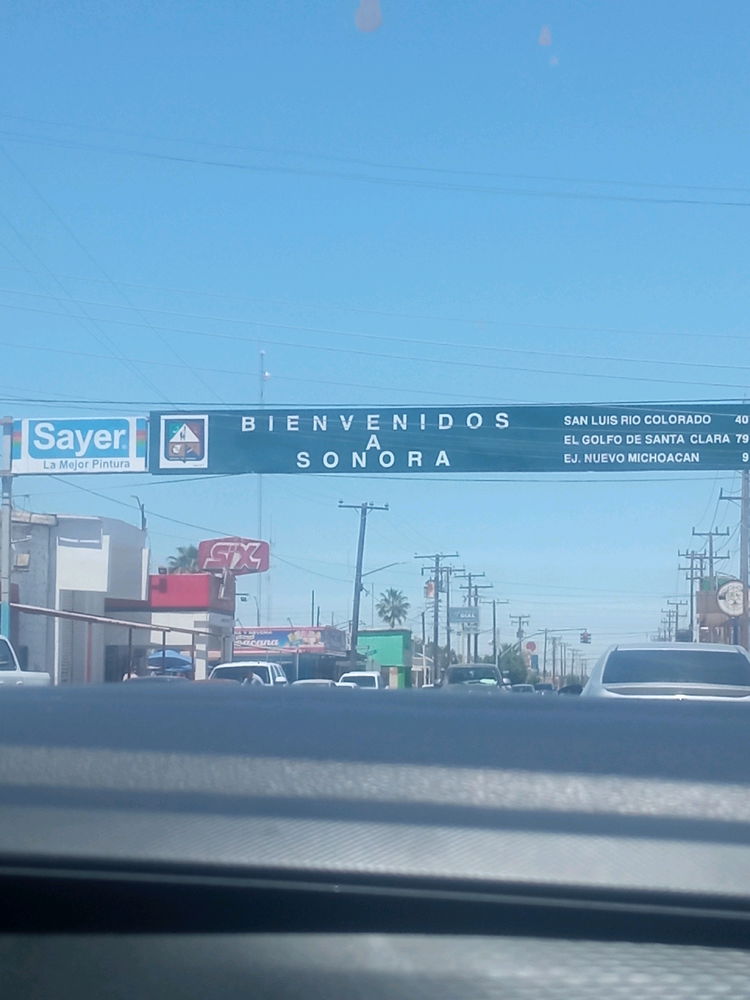 Sayer
La Mejor Pintura
BIENVENIDOS
A
SONORA
SAN LUIS RIO COLORADO 40
EL GOLFO DE SANTA CLARA 79
EJ. NUEVO MICHOACAN 9
SIX